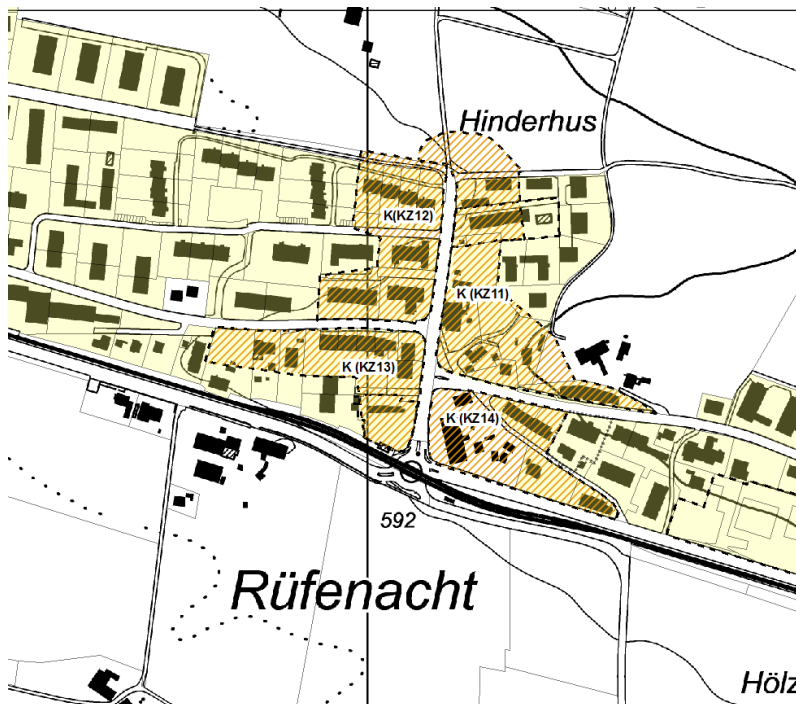 Hinderhus
K(KZ12)
K (KZ11)
K (KZ13)
K (KZ14)
592
Rüfenacht
Hölz